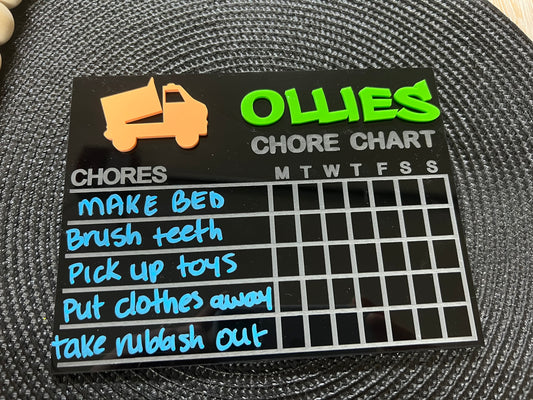 OLLIES
CHORE CHART
CHORES M T W T F S S
MAKE BED
Brush teeth
Pick up toys
Put clothes away
take rubbish out